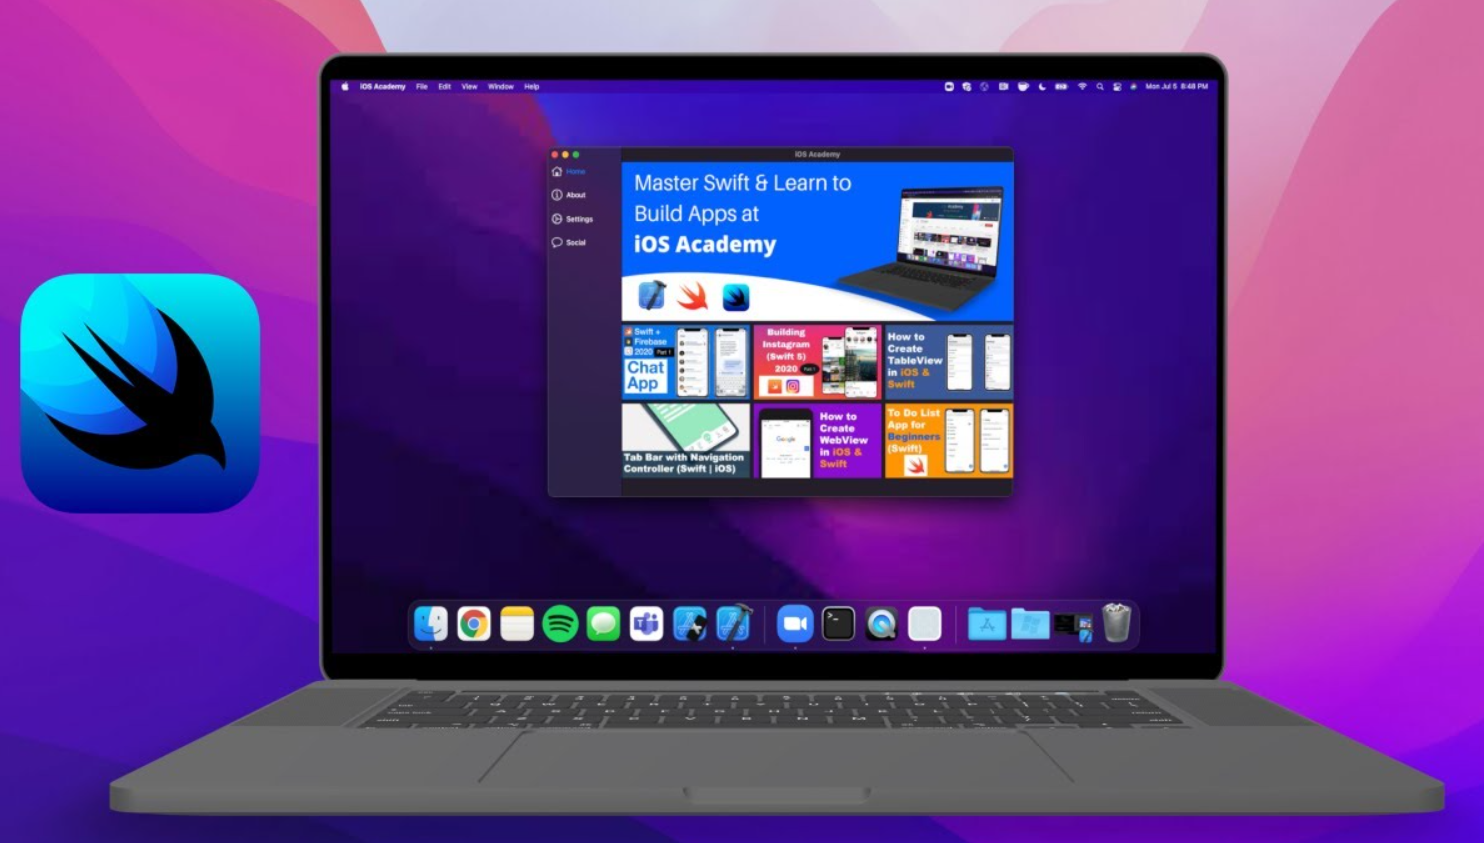 iOS Academy File Edit View Window Help
Mon Jul 5 8:48 PM
iOS Academy
Home
About
Settings
Social
Master Swift & Learn to
Build Apps at
iOS Academy
Swift +
Firebase
2020 Part 1
Chat
App
Building
Instagram
(Swift 5)
2020
How to
Create
TableView
in iOS &
Swift
Tab Bar with Navigation
Controller (Swift | iOS)
Google
How to
Create
WebView
in iOS &
Swift
To Do List
App for
Beginners
(Swift)